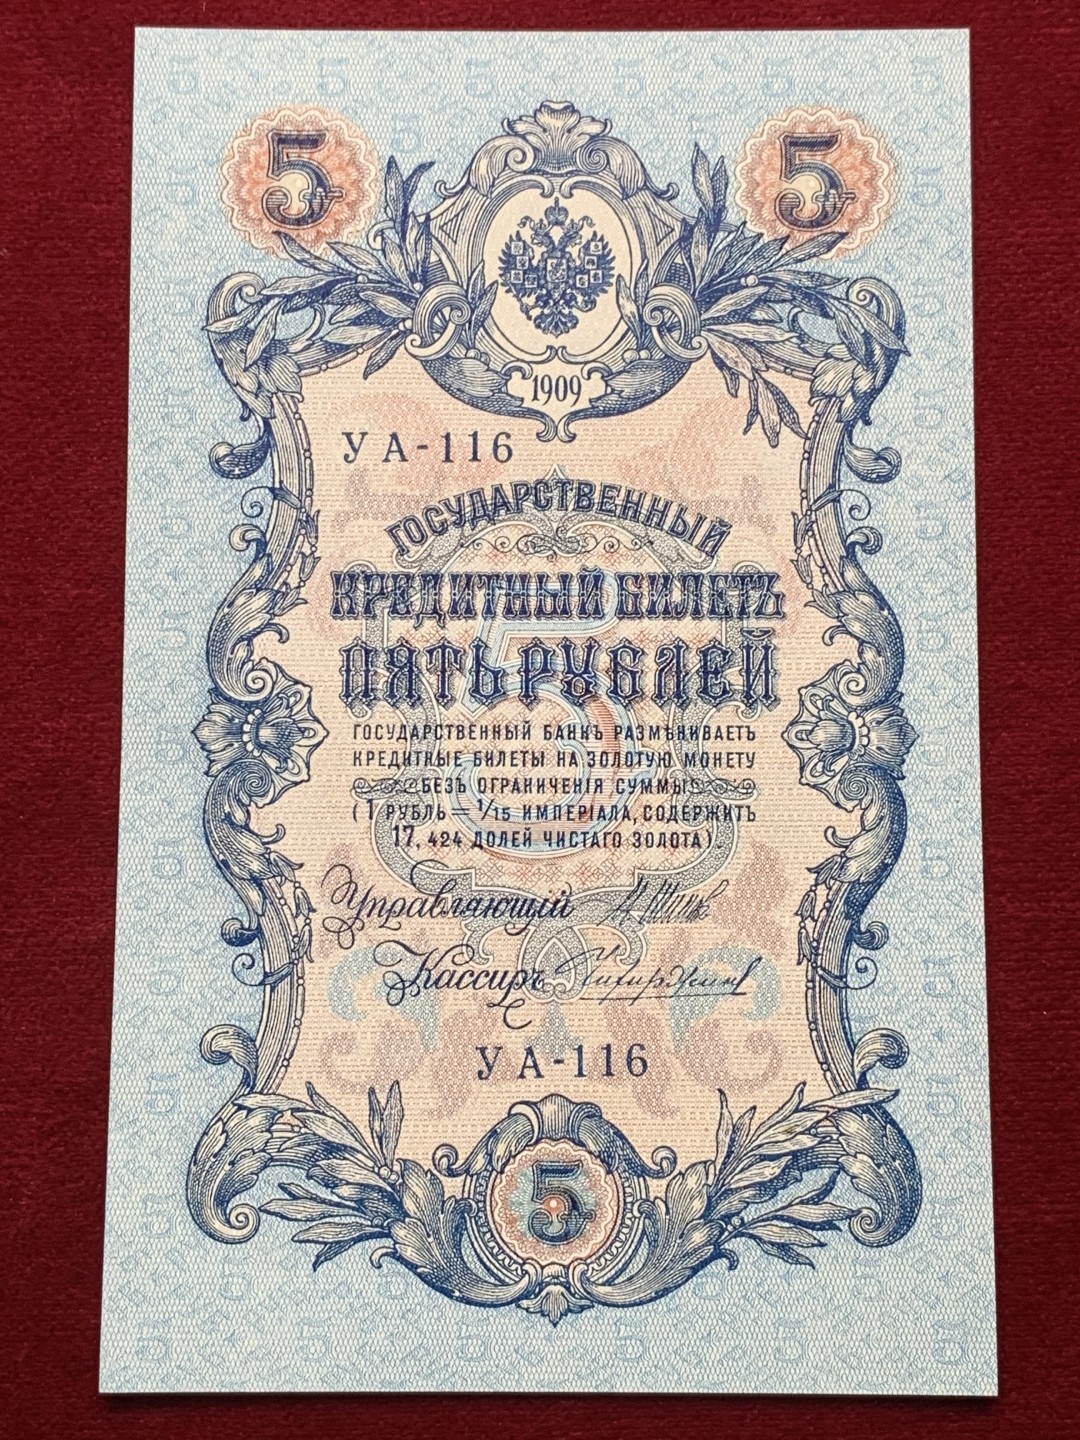 5 5
1909
УА-116
ГОСУДАРСТВЕННЫЙ
КРЕДИТНЫЙ БИЛЕТЪ
ПЯТЬ РУБЛЕЙ
ГОСУДАРСТВЕННЫЙ БАНКЪ РАЗМѢНИВАЕТЪ
КРЕДИТНЫЕ БИЛЕТЫ НА ЗОЛОТУЮ МОНЕТУ
БЕЗЪ ОГРАНИЧЕНІЯ СУММЫ
(1 РУБЛЬ — 1/15 ИМПЕРІАЛА, СОДЕРЖИТЪ
17, 424 ДОЛЕЙ ЧИСТАГО ЗОЛОТА).
Управляющій
Кассиръ
УА-116
5